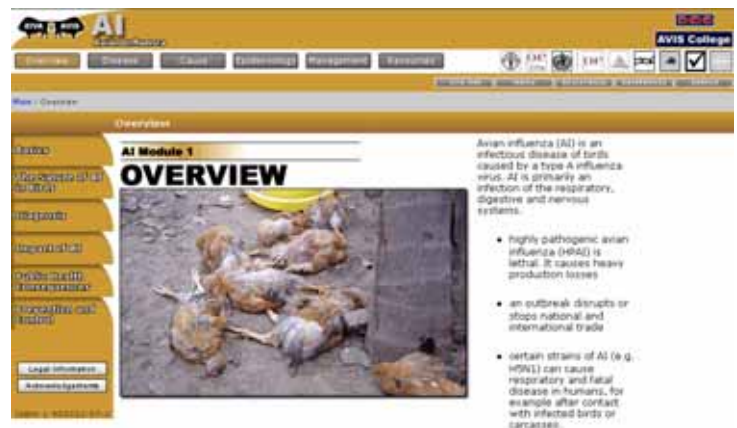 AI
Avian Influenza
AVIS College
Overview Disease Cause Epidemiology Management Resources
Main : Overview
Overview
Basics
The Nature of AI
in Birds
Diagnosis
Impact of AI
Public Health
Consequences
Prevention and
Control
Legal Information
Acknowledgements
AI Module 1
OVERVIEW
Avian influenza (AI) is an
infectious disease of birds
caused by a type A influenza
virus. AI is primarily an
infection of the respiratory,
digestive and nervous
systems.
• highly pathogenic avian
influenza (HPAI) is
lethal. It causes heavy
production losses
• an outbreak disrupts or
stops national and
international trade
• certain strains of AI (e.g.
H5N1) can cause
respiratory and fatal
disease in humans, for
example after contact
with infected birds or
carcasses.